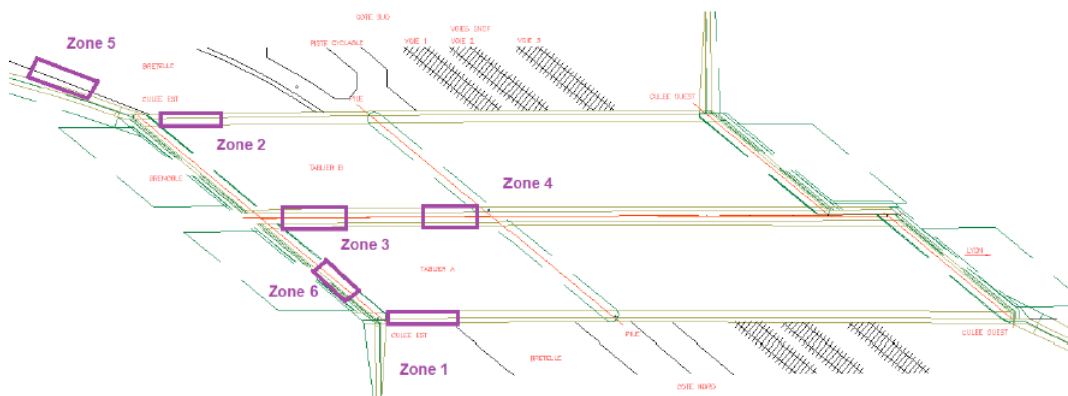 COTE SUD
Zone 5
PISTE CYCLABLE
VOIES SNCF
VOIE 1
VOIE 2
VOIE 3
BRETELLE
CULEE EST
PILE
CULEE OUEST
Zone 2
TABLIER B
GRENOBLE
Zone 4
Zone 3
LYON
TABLIER A
Zone 6
CULEE EST
PILE
CULEE OUEST
BRETELLE
Zone 1
COTE NORD